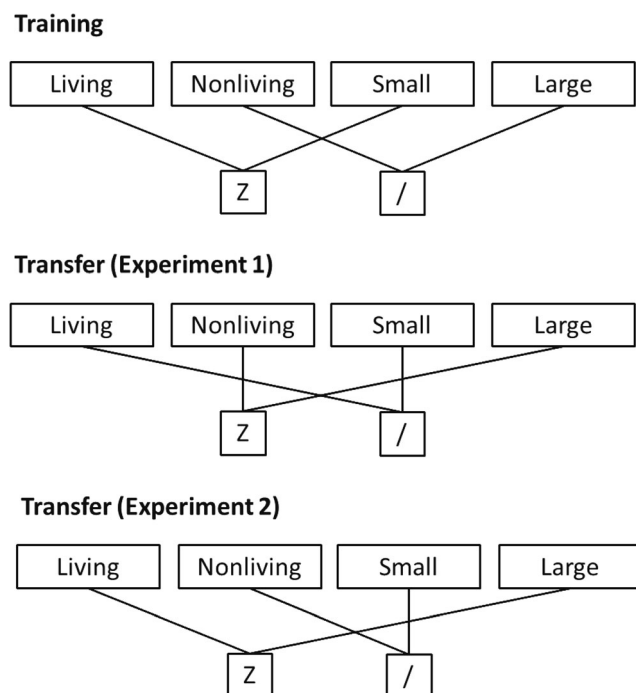 Training
Living Nonliving Small Large
Z /
Transfer (Experiment 1)
Living Nonliving Small Large
Z /
Transfer (Experiment 2)
Living Nonliving Small Large
Z /